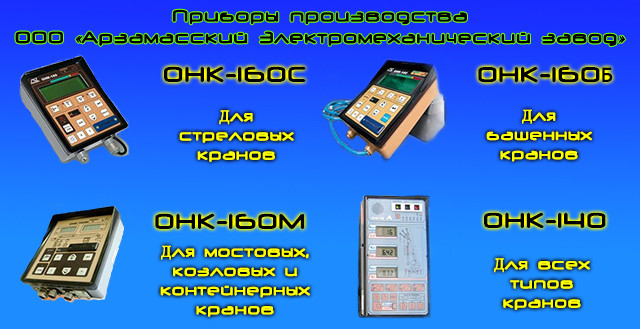 Приборы производства
ООО «Арзамасский Электромеханический завод»
ОНК-160С
Для
стреловых
кранов
ОНК-160Б
Для
башенных
кранов
ОНК-160М
Для мостовых,
козловых и
контейнерных
кранов
ОНК-140
Для всех
типов
кранов